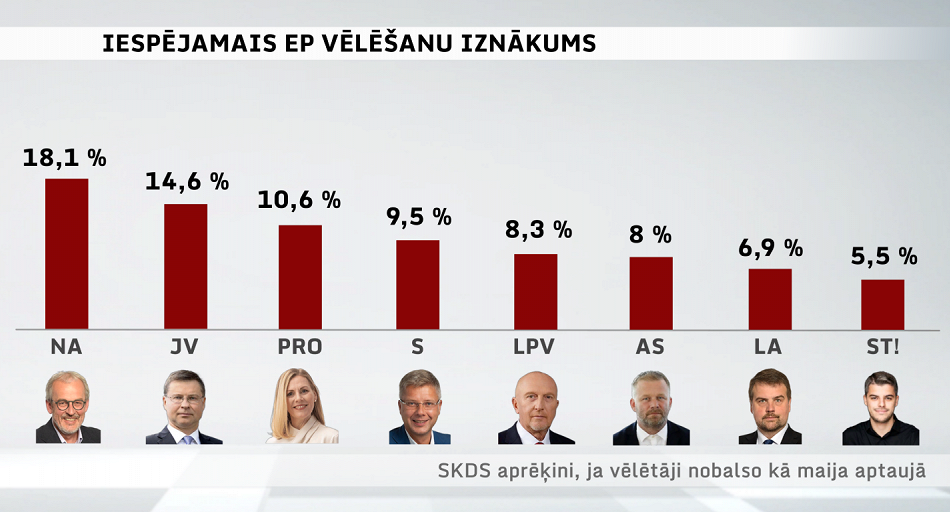 IESPĒJAMAIS EP VĒLĒŠANU IZNĀKUMS
18,1 %
14,6 %
10,6 %
9,5 %
8,3 %
8 %
6,9 %
5,5 %
NA JV PRO S LPV AS LA ST!
SKDS aprēķini, ja vēlētāji nobalso kā maija aptaujā